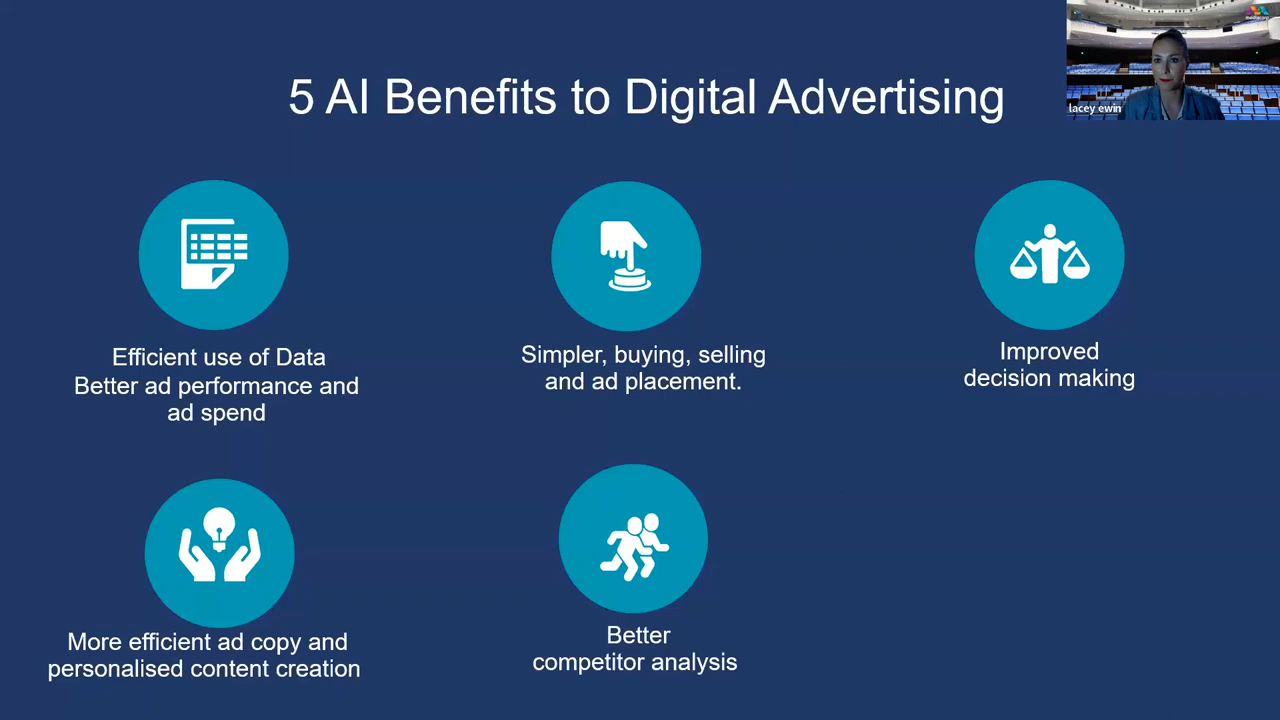 5 AI Benefits to Digital Advertising
lacey ewin
Efficient use of Data
Better ad performance and
ad spend
Simpler, buying, selling
and ad placement.
Improved
decision making
More efficient ad copy and
personalised content creation
Better
competitor analysis